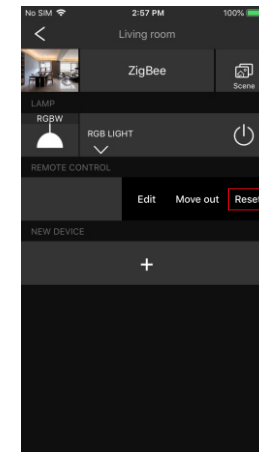 No SIM 2:57 PM 100%
Living room
ZigBee
Scene
LAMP
RGBW
RGB LIGHT
REMOTE CONTROL
Edit Move out Reset
NEW DEVICE
+